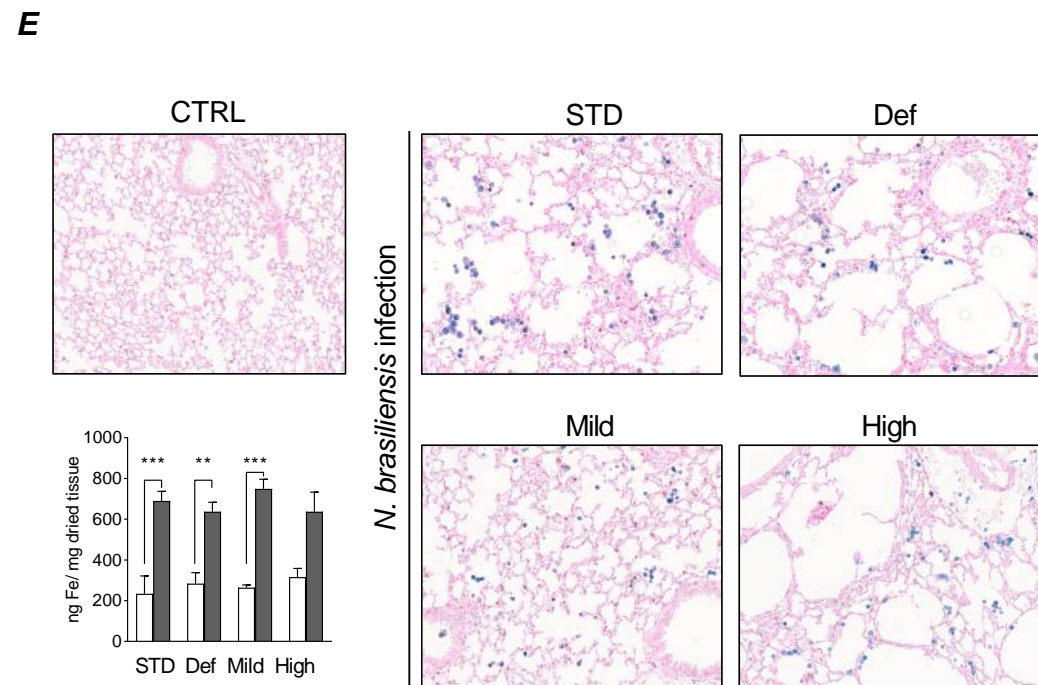 E
CTRL
STD
Def
N. brasiliensis infection
Mild
High
ng Fe/ mg dried tissue
1000
800
600
400
200
0
***
**
***
STD Def Mild High